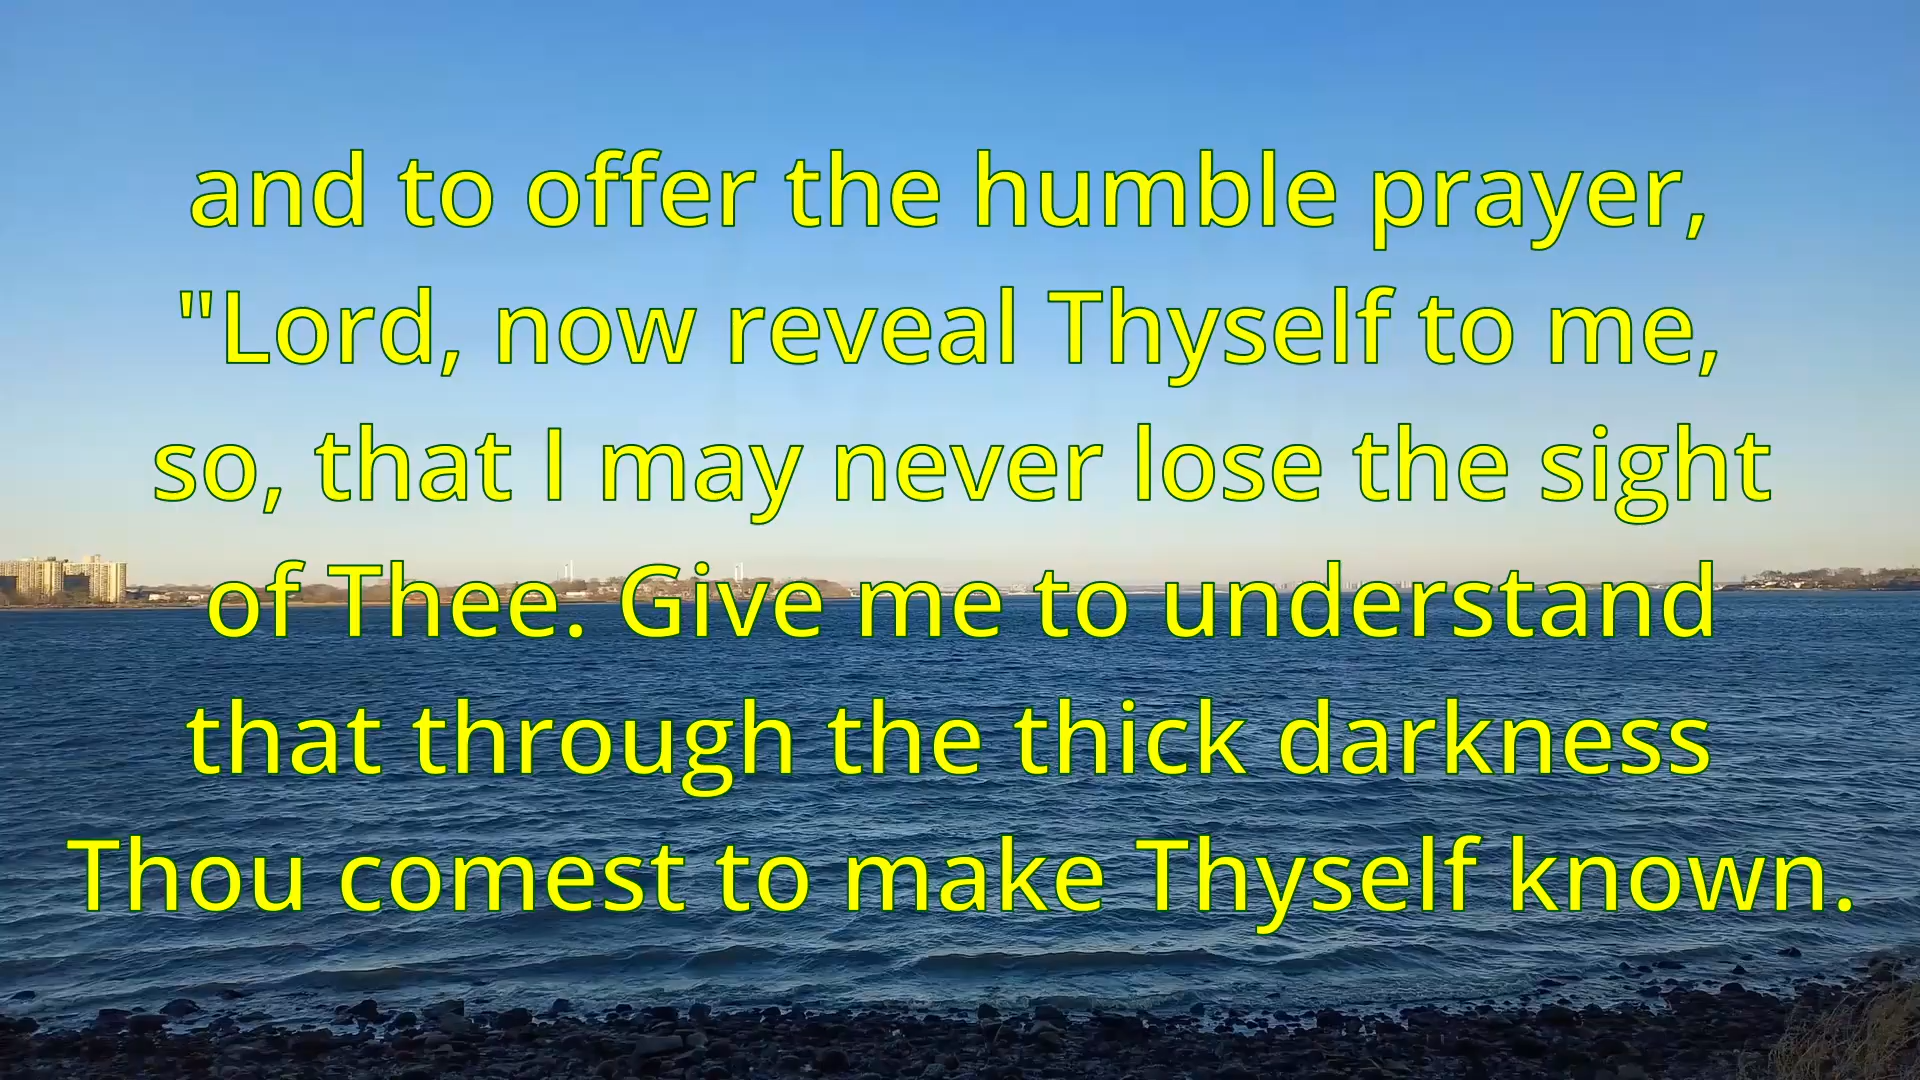 and to offer the humble prayer,
"Lord, now reveal Thyself to me,
so, that I may never lose the sight
of Thee. Give me to understand
that through the thick darkness
Thou comest to make Thyself known.